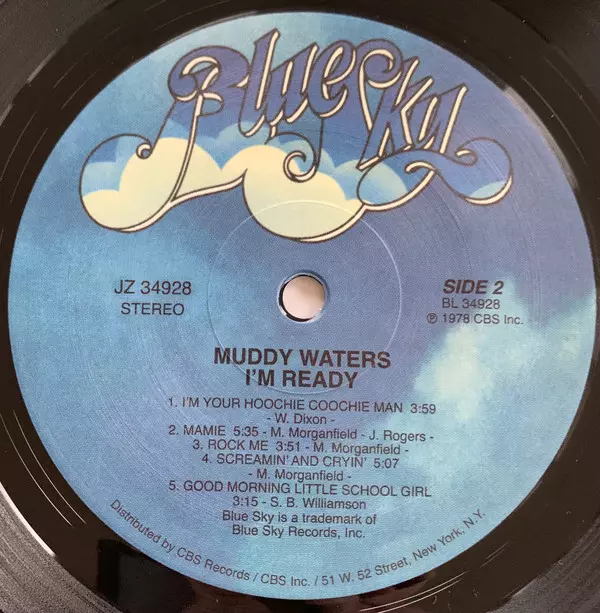 Blue Sky
JZ 34928
STEREO
SIDE 2
BL 34928
℗ 1978 CBS Inc.
MUDDY WATERS
I'M READY
1. I'M YOUR HOOCHIE COOCHIE MAN 3:59
- W. Dixon -
2. MAMIE 5:35 - M. Morganfield - J. Rogers -
3. ROCK ME 3:51 - M. Morganfield -
4. SCREAMIN' AND CRYIN' 5:07
- M. Morganfield -
5. GOOD MORNING LITTLE SCHOOL GIRL
3:15 - S. B. Williamson
Blue Sky is a trademark of
Blue Sky Records, Inc.
Distributed by CBS Records / CBS Inc. / 51 W. 52 Street, New York, N.Y.